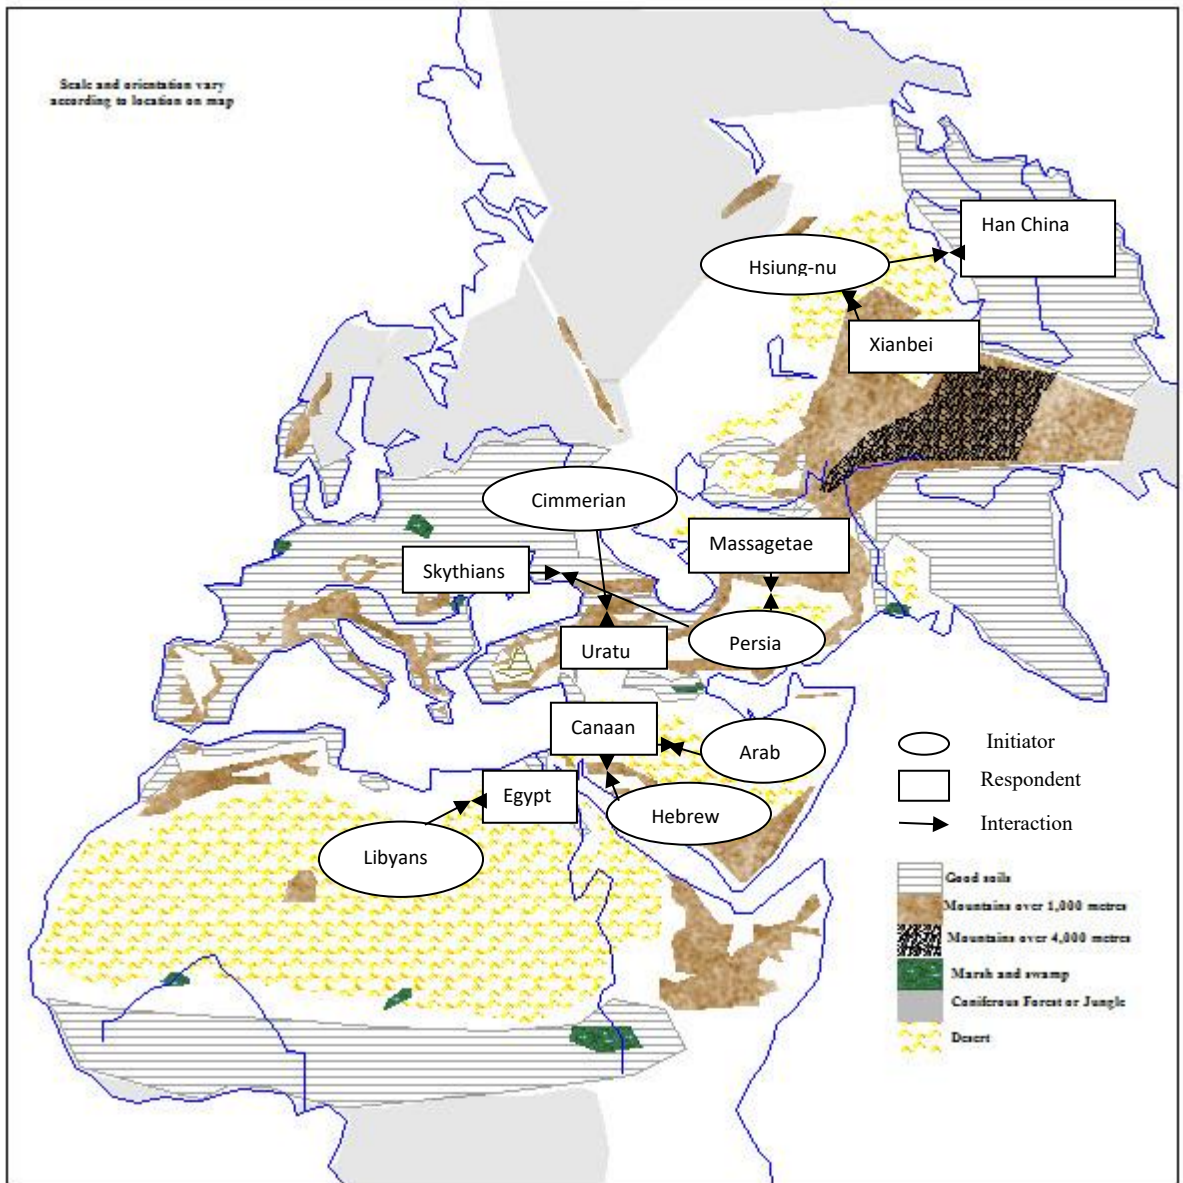 Scale and orientation vary
according to location on map
Han China
Hsiung-nu
Xianbei
Cimmerian
Massagetae
Skythians
Uratu
Persia
Canaan
Arab
Egypt
Hebrew
Libyans
Initiator
Respondent
Interaction
Good soils
Mountains over 1,000 metres
Mountains over 4,000 metres
Marsh and swamp
Coniferous Forest or Jungle
Desert